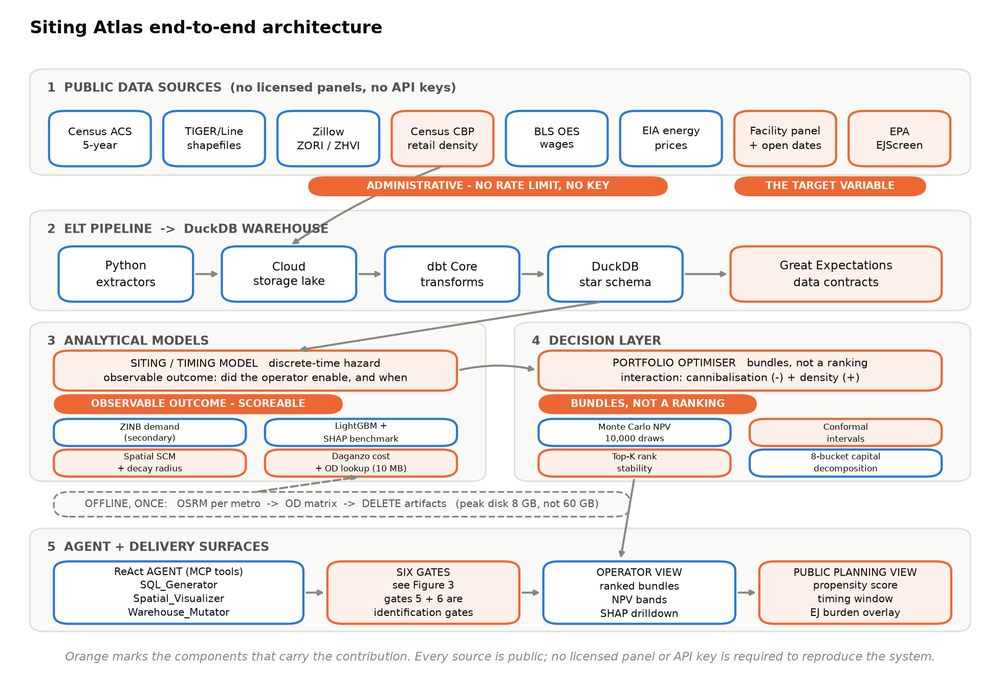 Siting Atlas end-to-end architecture
1 PUBLIC DATA SOURCES (no licensed panels, no API keys)
Census ACS
5-year
TIGER/Line
shapefiles
Zillow
ZORI / ZHVI
Census CBP
retail density
BLS OES
wages
EIA energy
prices
Facility panel
+ open dates
EPA
EJScreen
ADMINISTRATIVE - NO RATE LIMIT, NO KEY
THE TARGET VARIABLE
2 ELT PIPELINE -> DuckDB WAREHOUSE
Python
extractors
Cloud
storage lake
dbt Core
transforms
DuckDB
star schema
Great Expectations
data contracts
3 ANALYTICAL MODELS
SITING / TIMING MODEL discrete-time hazard
observable outcome: did the operator enable, and when
OBSERVABLE OUTCOME - SCOREABLE
ZINB demand
(secondary)
LightGBM +
SHAP benchmark
Spatial SCM
+ decay radius
Daganzo cost
+ OD lookup (10 MB)
4 DECISION LAYER
PORTFOLIO OPTIMISER bundles, not a ranking
interaction: cannibalisation (-) + density (+)
BUNDLES, NOT A RANKING
Monte Carlo NPV
10,000 draws
Conformal
intervals
Top-K rank
stability
8-bucket capital
decomposition
OFFLINE, ONCE: OSRM per metro -> OD matrix -> DELETE artifacts (peak disk 8 GB, not 60 GB)
5 AGENT + DELIVERY SURFACES
ReAct AGENT (MCP tools)
SQL_Generator
Spatial_Visualizer
Warehouse_Mutator
SIX GATES
see Figure 3
gates 5 + 6 are
identification gates
OPERATOR VIEW
ranked bundles
NPV bands
SHAP drilldown
PUBLIC PLANNING VIEW
propensity score
timing window
EJ burden overlay
Orange marks the components that carry the contribution. Every source is public; no licensed panel or API key is required to reproduce the system.